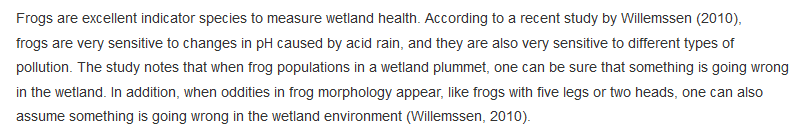 Frogs are excellent indicator species to measure wetland health. According to a recent study by Willemssen (2010),
frogs are very sensitive to changes in pH caused by acid rain, and they are also very sensitive to different types of
pollution. The study notes that when frog populations in a wetland plummet, one can be sure that something is going wrong
in the wetland. In addition, when oddities in frog morphology appear, like frogs with five legs or two heads, one can also
assume something is going wrong in the wetland environment (Willemssen, 2010).